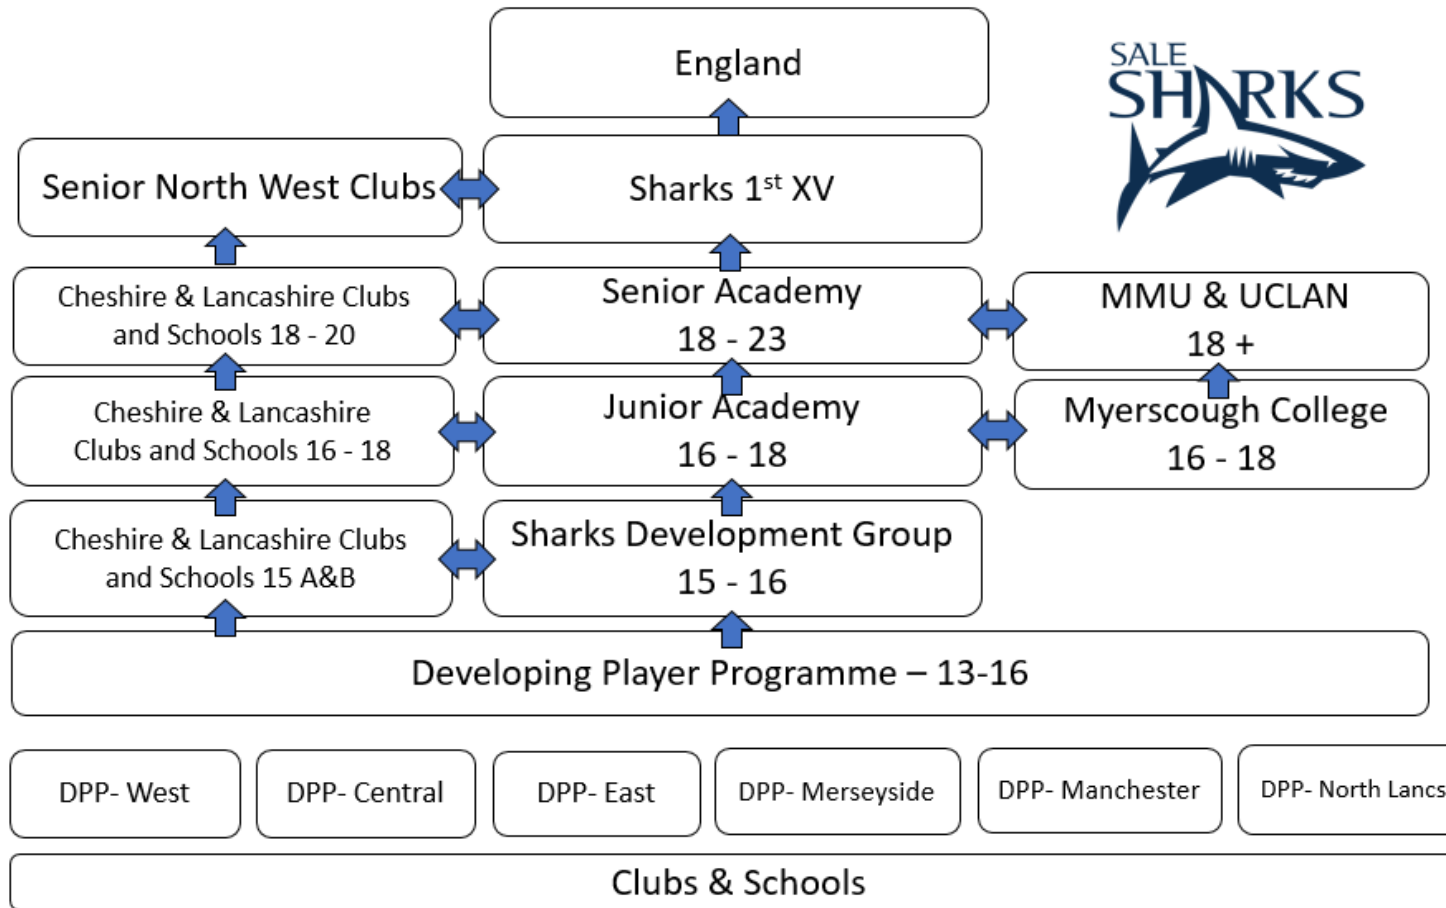 England
SALE
SHARKS
Senior North West Clubs
Sharks 1st XV
Cheshire & Lancashire Clubs
and Schools 18 - 20
Senior Academy
18 - 23
MMU & UCLAN
18 +
Cheshire & Lancashire
Clubs and Schools 16 - 18
Junior Academy
16 - 18
Myerscough College
16 - 18
Cheshire & Lancashire Clubs
and Schools 15 A&B
Sharks Development Group
15 - 16
Developing Player Programme – 13-16
DPP- West
DPP- Central
DPP- East
DPP- Merseyside
DPP- Manchester
DPP- North Lancs
Clubs & Schools